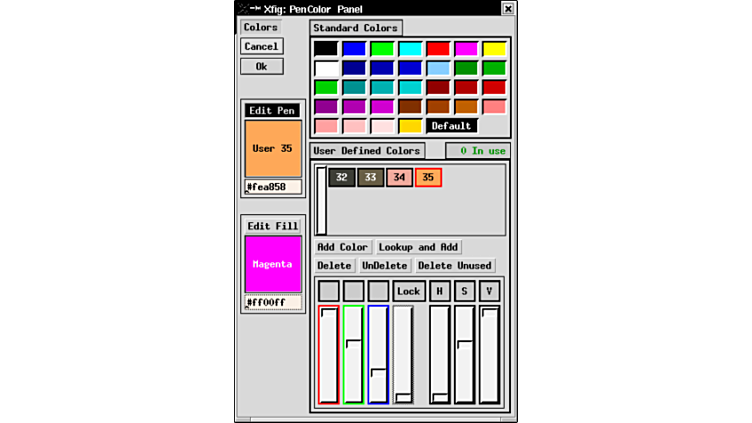 Xfig: PenColor Panel
Colors
Cancel
Ok
Edit Pen
User 35
#fea858
Edit Fill
Magenta
#ff00ff
Standard Colors
Default
User Defined Colors
0 In use
32 33 34 35
Add Color Lookup and Add
Delete UnDelete Delete Unused
Lock H S V